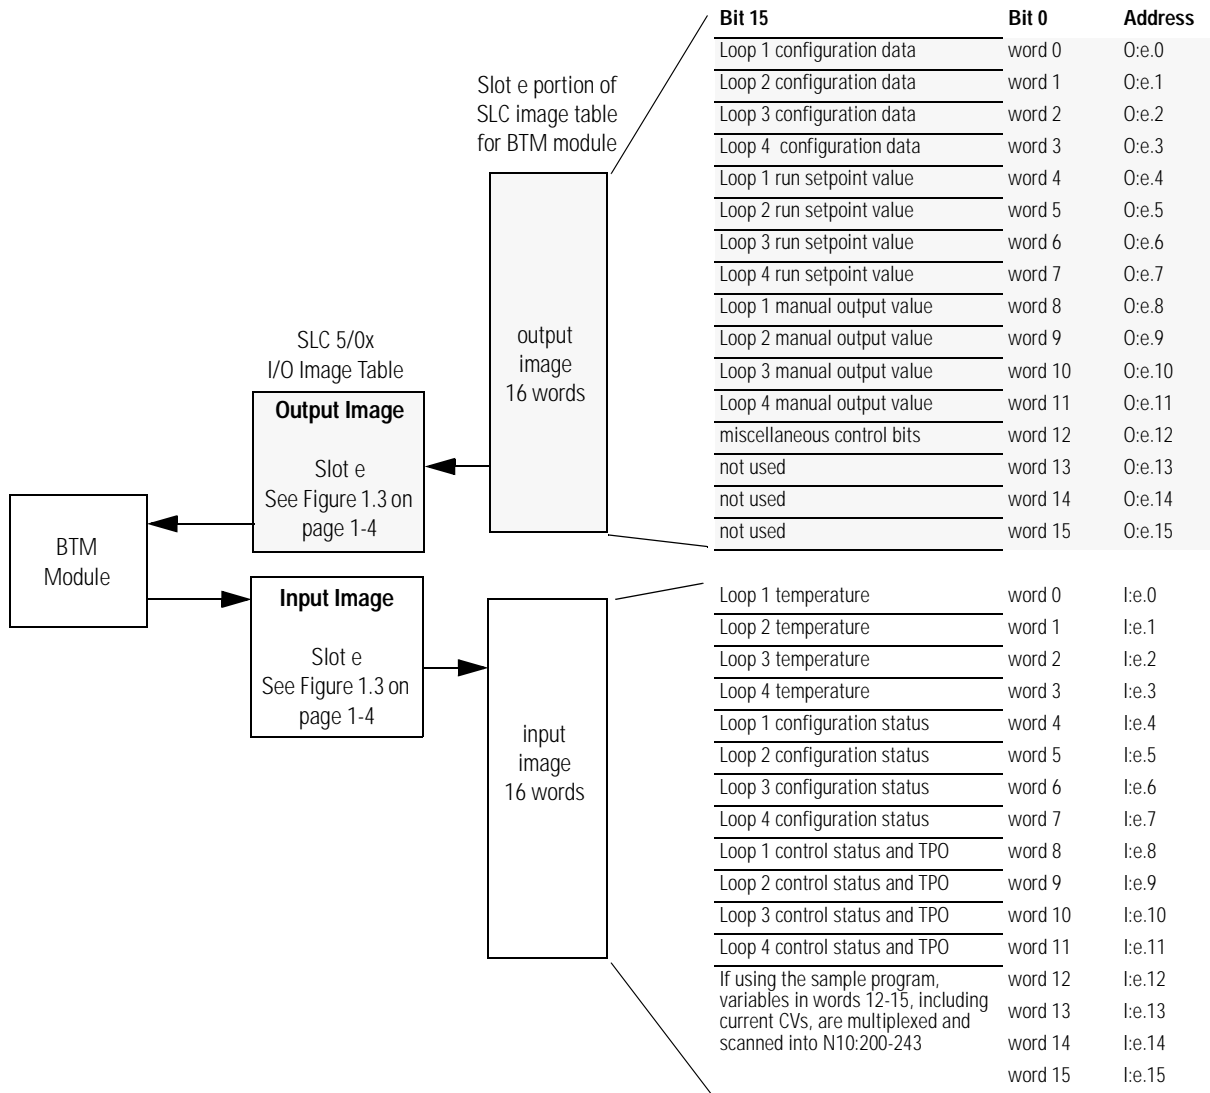 Bit 15 Bit 0 Address
Loop 1 configuration data word 0 O:e.0
Loop 2 configuration data word 1 O:e.1
Loop 3 configuration data word 2 O:e.2
Loop 4 configuration data word 3 O:e.3
Loop 1 run setpoint value word 4 O:e.4
Loop 2 run setpoint value word 5 O:e.5
Loop 3 run setpoint value word 6 O:e.6
Loop 4 run setpoint value word 7 O:e.7
Loop 1 manual output value word 8 O:e.8
Loop 2 manual output value word 9 O:e.9
Loop 3 manual output value word 10 O:e.10
Loop 4 manual output value word 11 O:e.11
miscellaneous control bits word 12 O:e.12
not used word 13 O:e.13
not used word 14 O:e.14
not used word 15 O:e.15
Slot e portion of
SLC image table
for BTM module
output
image
16 words
SLC 5/0x
I/O Image Table
Output Image
Slot e
See Figure 1.3 on
page 1-4
BTM
Module
Input Image
Slot e
See Figure 1.3 on
page 1-4
input
image
16 words
Loop 1 temperature word 0 I:e.0
Loop 2 temperature word 1 I:e.1
Loop 3 temperature word 2 I:e.2
Loop 4 temperature word 3 I:e.3
Loop 1 configuration status word 4 I:e.4
Loop 2 configuration status word 5 I:e.5
Loop 3 configuration status word 6 I:e.6
Loop 4 configuration status word 7 I:e.7
Loop 1 control status and TPO word 8 I:e.8
Loop 2 control status and TPO word 9 I:e.9
Loop 3 control status and TPO word 10 I:e.10
Loop 4 control status and TPO word 11 I:e.11
If using the sample program,
variables in words 12-15, including
current CVs, are multiplexed and
scanned into N10:200-243
word 12 I:e.12
word 13 I:e.13
word 14 I:e.14
word 15 I:e.15